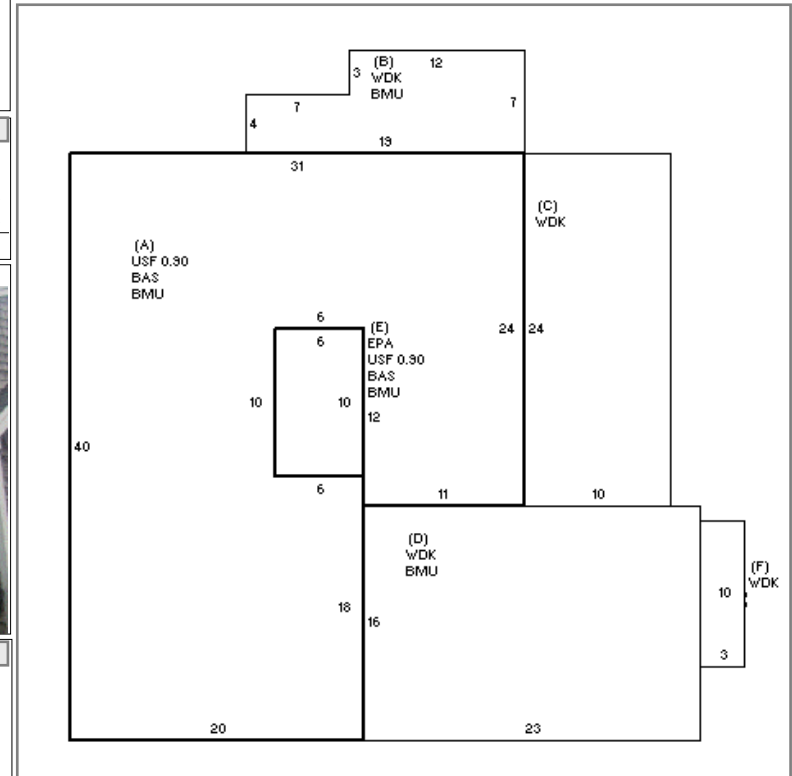 (B)
WDK
BMU
12
3
7
7
4
19
31
(C)
WDK
(A)
USF 0.90
BAS
BMU
6
6
(E)
EPA
USF 0.90
BAS
BMU
24
24
10
10
12
40
6
11
10
(D)
WDK
BMU
(F)
WDK
10
18
16
3
20
23